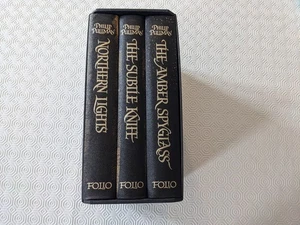 PHILIP
PULLMAN
NORTHERN LIGHTS
FOLIO
PHILIP
PULLMAN
THE SUBTLE KNIFE
FOLIO
PHILIP
PULLMAN
THE AMBER SPYGLASS
FOLIO